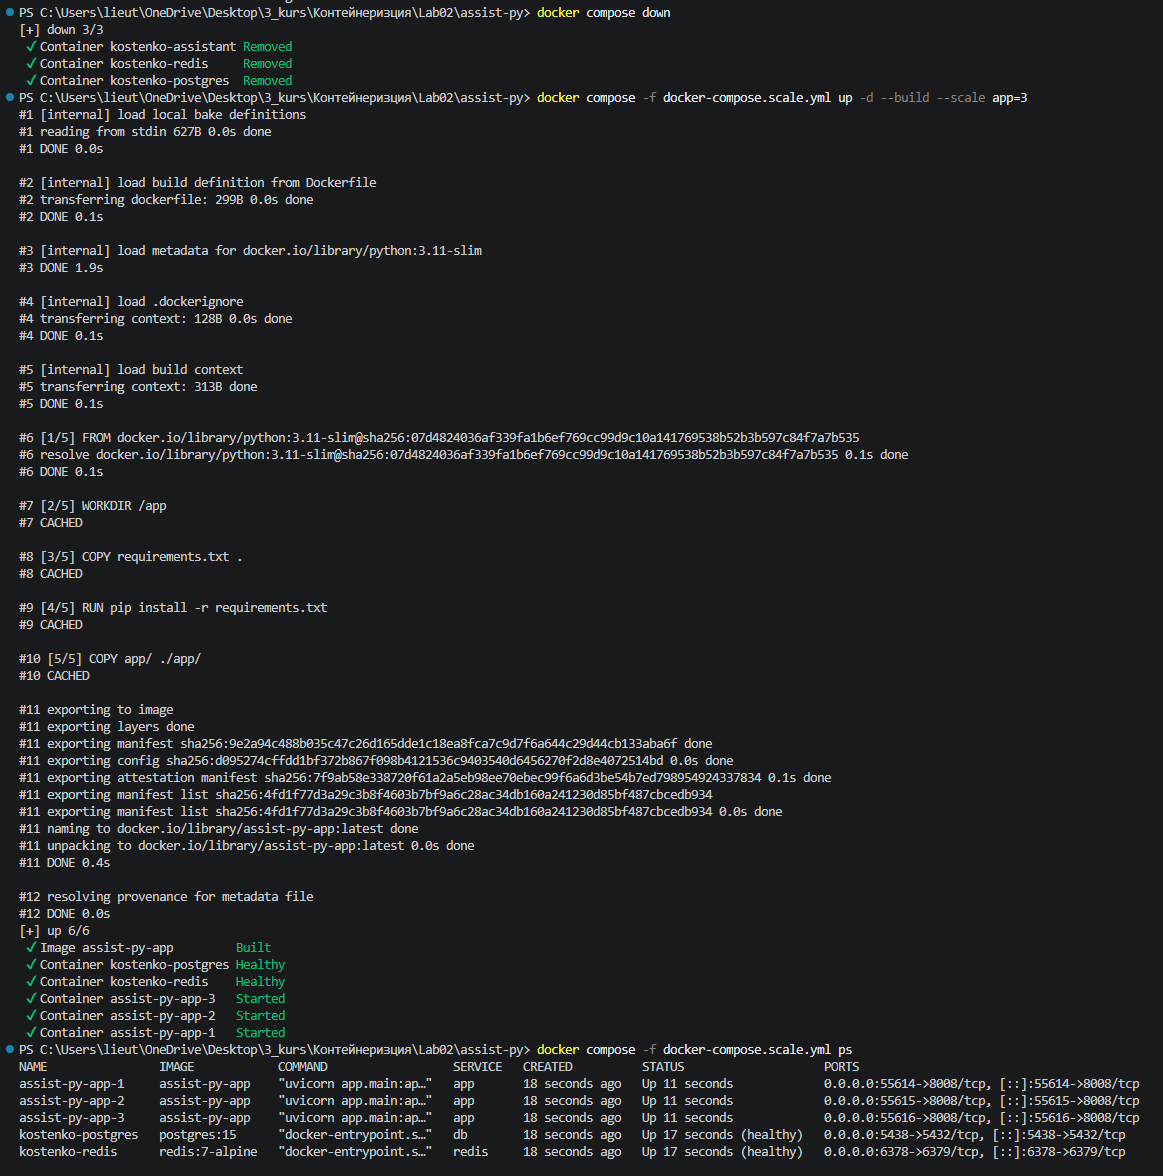 PS C:\Users\lieut\OneDrive\Desktop\3_kurs\Контейнеризция\Lab02\assist-py> docker compose down
[+] down 3/3
✓ Container kostenko-assistant Removed
✓ Container kostenko-redis Removed
✓ Container kostenko-postgres Removed
PS C:\Users\lieut\OneDrive\Desktop\3_kurs\Контейнеризция\Lab02\assist-py> docker compose -f docker-compose.scale.yml up -d --build --scale app=3
#1 [internal] load local bake definitions
#1 reading from stdin 627B 0.0s done
#1 DONE 0.0s

#2 [internal] load build definition from Dockerfile
#2 transferring dockerfile: 299B 0.0s done
#2 DONE 0.1s

#3 [internal] load metadata for docker.io/library/python:3.11-slim
#3 DONE 1.9s

#4 [internal] load .dockerignore
#4 transferring context: 128B 0.0s done
#4 DONE 0.1s

#5 [internal] load build context
#5 transferring context: 313B done
#5 DONE 0.1s

#6 [1/5] FROM docker.io/library/python:3.11-slim@sha256:07d4824036af339fa1b6ef769cc99d9c10a141769538b52b3b597c84f7a7b535
#6 resolve docker.io/library/python:3.11-slim@sha256:07d4824036af339fa1b6ef769cc99d9c10a141769538b52b3b597c84f7a7b535 0.1s done
#6 DONE 0.1s

#7 [2/5] WORKDIR /app
#7 CACHED

#8 [3/5] COPY requirements.txt .
#8 CACHED

#9 [4/5] RUN pip install -r requirements.txt
#9 CACHED

#10 [5/5] COPY app/ ./app/
#10 CACHED

#11 exporting to image
#11 exporting layers done
#11 exporting manifest sha256:9e2a94c488b035c47c26d165dde1c18ea8fca7c9d7f6a644c29d44cb133aba6f done
#11 exporting config sha256:d095274cffdd1bf372b867f098b4121536c9403540d6456270f2d8e4072514bd 0.0s done
#11 exporting attestation manifest sha256:7f9ab58e338720f61a2a5eb98ee70ebec99f6a6d3be54b7ed798954924337834 0.1s done
#11 exporting manifest list sha256:4fd1f77d3a29c3b8f4603b7bf9a6c28ac34db160a241230d85bf487cbcedb934
#11 exporting manifest list sha256:4fd1f77d3a29c3b8f4603b7bf9a6c28ac34db160a241230d85bf487cbcedb934 0.0s done
#11 naming to docker.io/library/assist-py-app:latest done
#11 unpacking to docker.io/library/assist-py-app:latest 0.0s done
#11 DONE 0.4s

#12 resolving provenance for metadata file
#12 DONE 0.0s
[+] up 6/6
✓ Image assist-py-app Built
✓ Container kostenko-postgres Healthy
✓ Container kostenko-redis Healthy
✓ Container assist-py-app-3 Started
✓ Container assist-py-app-2 Started
✓ Container assist-py-app-1 Started
PS C:\Users\lieut\OneDrive\Desktop\3_kurs\Контейнеризция\Lab02\assist-py> docker compose -f docker-compose.scale.yml ps
NAME IMAGE COMMAND SERVICE CREATED STATUS PORTS
assist-py-app-1 assist-py-app "uvicorn app.main:ap…" app 18 seconds ago Up 11 seconds 0.0.0.0:55614->8008/tcp, [::]:55614->8008/tcp
assist-py-app-2 assist-py-app "uvicorn app.main:ap…" app 18 seconds ago Up 11 seconds 0.0.0.0:55615->8008/tcp, [::]:55615->8008/tcp
assist-py-app-3 assist-py-app "uvicorn app.main:ap…" app 18 seconds ago Up 11 seconds 0.0.0.0:55616->8008/tcp, [::]:55616->8008/tcp
kostenko-postgres postgres:15 "docker-entrypoint.s…" db 18 seconds ago Up 17 seconds (healthy) 0.0.0.0:5438->5432/tcp, [::]:5438->5432/tcp
kostenko-redis redis:7-alpine "docker-entrypoint.s…" redis 18 seconds ago Up 17 seconds (healthy) 0.0.0.0:6378->6379/tcp, [::]:6378->6379/tcp